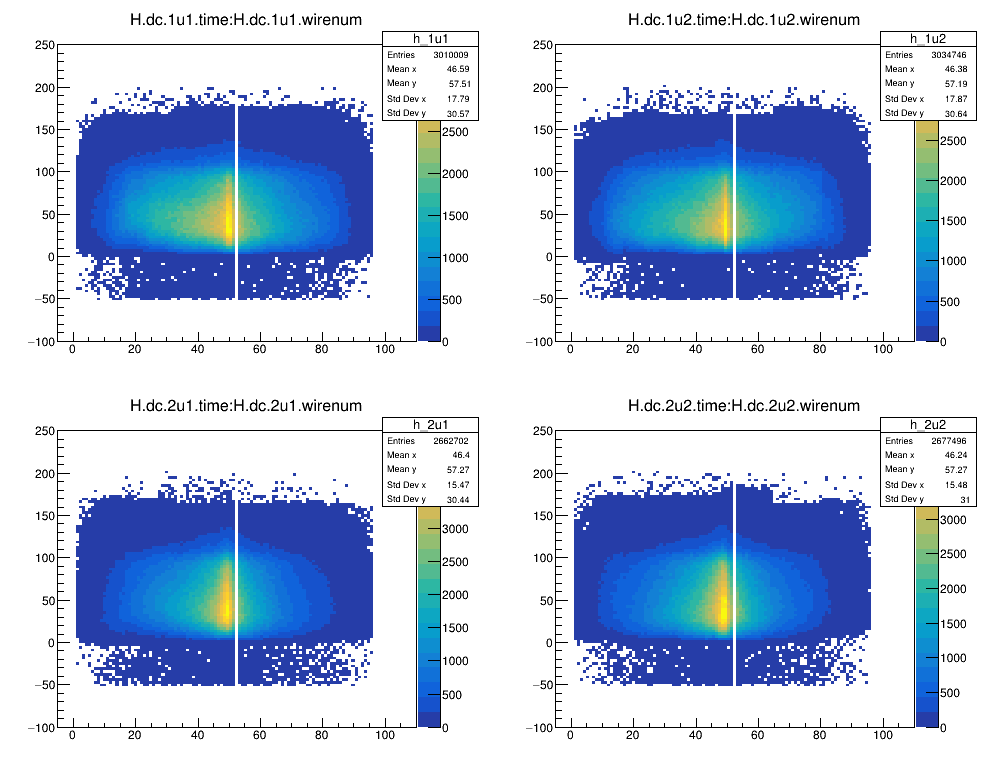 H.dc.1u1.time:H.dc.1u1.wirenum
h_1u1
Entries 3010009
Mean x 46.59
Mean y 57.51
Std Dev x 17.79
Std Dev y 30.57
250
200
150
100
50
0
−50
−100
0 20 40 60 80 100
2500
2000
1500
1000
500
0
H.dc.1u2.time:H.dc.1u2.wirenum
h_1u2
Entries 3034746
Mean x 46.38
Mean y 57.19
Std Dev x 17.87
Std Dev y 30.64
250
200
150
100
50
0
−50
−100
0 20 40 60 80 100
2500
2000
1500
1000
500
0
H.dc.2u1.time:H.dc.2u1.wirenum
h_2u1
Entries 2662702
Mean x 46.4
Mean y 57.27
Std Dev x 15.47
Std Dev y 30.44
250
200
150
100
50
0
−50
−100
0 20 40 60 80 100
3000
2500
2000
1500
1000
500
0
H.dc.2u2.time:H.dc.2u2.wirenum
h_2u2
Entries 2677496
Mean x 46.24
Mean y 57.27
Std Dev x 15.48
Std Dev y 31
250
200
150
100
50
0
−50
−100
0 20 40 60 80 100
3000
2500
2000
1500
1000
500
0